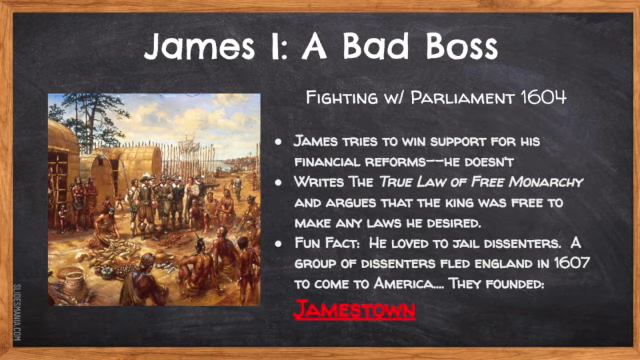 James I: A Bad Boss
Fighting w/ Parliament 1604
● James tries to win support for his
financial reforms--he doesn't
● Writes The True Law of Free Monarchy
and argues that the king was free to
make any laws he desired.
● Fun Fact: He loved to jail dissenters. A
group of dissenters fled england in 1607
to come to America.... They founded:
Jamestown
SLIDESMANIA.COM